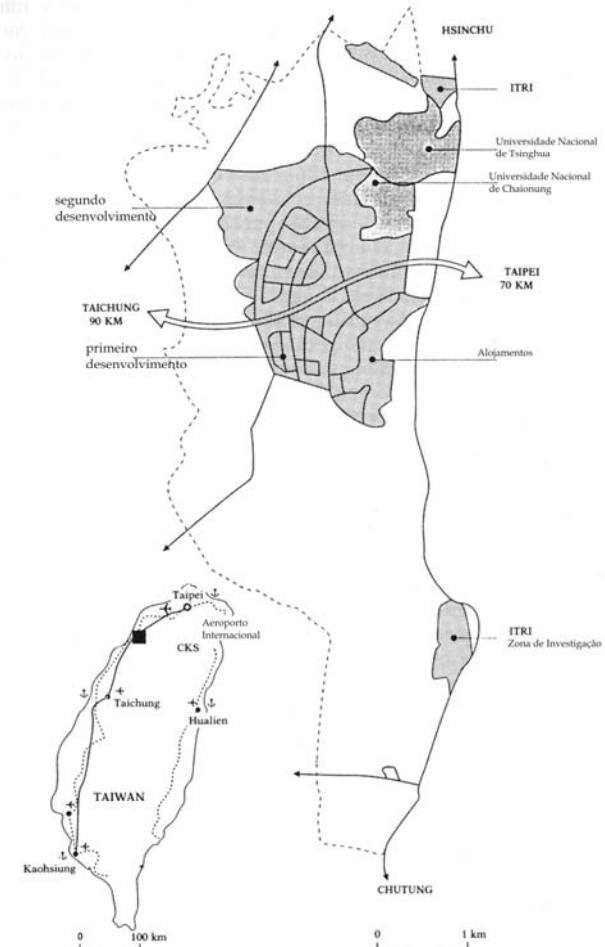 HSINCHU
ITRI
Universidade Nacional
de Tsinghua
Universidade Nacional
de Chaionung
segundo
desenvolvimento
TAIPEI
70 KM
TAICHUNG
90 KM
primeiro
desenvolvimento
Alojamentos
Taipei
Aeroporto
Internacional
CKS
ITRI
Zona de Investigação
Taichung
Hualien
TAIWAN
Kaohsiung
CHUTUNG
0 100 km
0 1 km